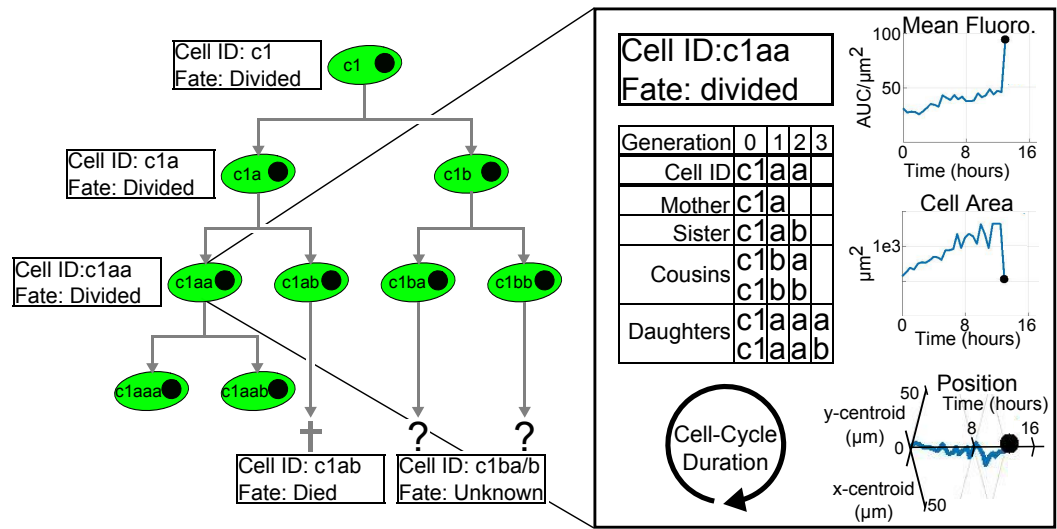 Cell ID: c1
Fate: Divided
c1
Cell ID: c1a
Fate: Divided
c1a
c1b
Cell ID:c1aa
Fate: Divided
c1aa
c1ab
c1ba
c1bb
c1aaa
c1aab
? ?
Cell ID: c1ab
Fate: Died
Cell ID: c1ba/b
Fate: Unknown
Cell ID:c1aa
Fate: divided
Generation 0 1 2 3
Cell ID c1 a a
Mother c1 a
Sister c1 a b
Cousins c1 b a
c1 b b
Daughters c1 a a a
c1 a a b
Cell-Cycle
Duration
Mean Fluoro.
AUC/µm²
100
50
0 8 16
Time (hours)
Cell Area
µm²
1e3
0 8 16
Time (hours)
Position
50
Time (hours)
y-centroid
(µm)
8 16
0
x-centroid
(µm)
50